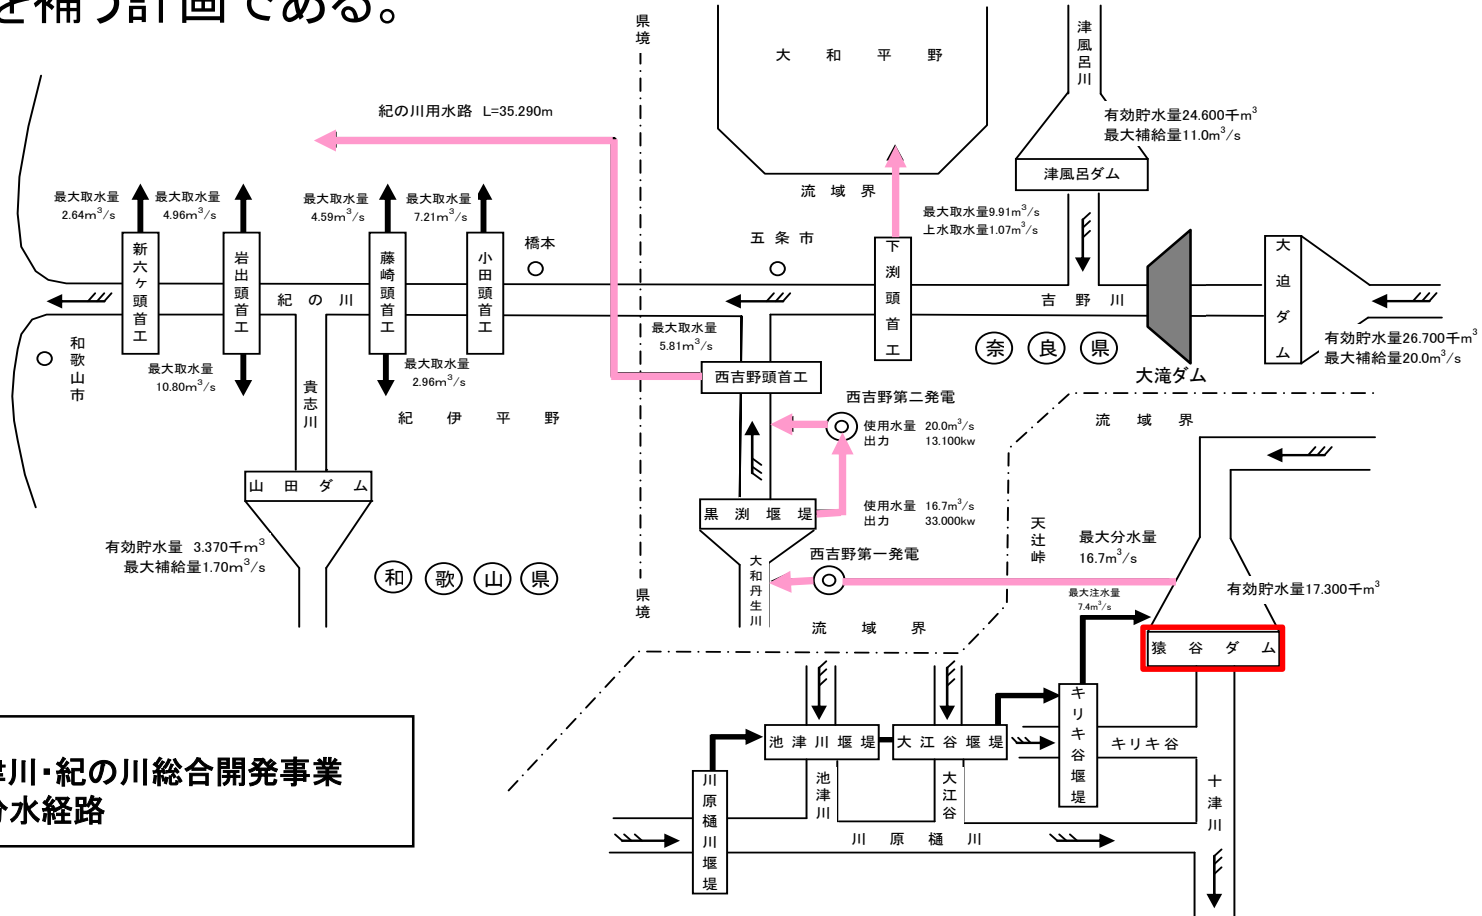 を補う計画である。
県境
大和平野
津風呂川
紀の川用水路 L=35.290m
有効貯水量24.600千m³
最大補給量11.0m³/s
津風呂ダム
流域界
最大取水量
2.64m³/s
最大取水量
4.96m³/s
最大取水量
4.59m³/s
最大取水量
7.21m³/s
最大取水量9.91m³/s
上水取水量1.07m³/s
橋本
五条市
新六ヶ頭首工
岩出頭首工
藤崎頭首工
小田頭首工
下渕頭首工
大迫ダム
紀の川
吉野川
和歌山市
最大取水量
10.80m³/s
最大取水量
2.96m³/s
最大取水量
5.81m³/s
奈良県
有効貯水量26.700千m³
最大補給量20.0m³/s
大滝ダム
西吉野頭首工
貴志川
紀伊平野
西吉野第二発電
使用水量 20.0m³/s
出力 13.100kw
流域界
山田ダム
黒渕堰堤
使用水量 16.7m³/s
出力 33.000kw
天辻峠
最大分水量
16.7m³/s
有効貯水量 3.370千m³
最大補給量1.70m³/s
和歌山県
大和丹生川
西吉野第一発電
県境
最大注水量
7.4m³/s
有効貯水量17.300千m³
流域界
猿谷ダム
キリキ谷堰堤
池津川堰堤
大江谷堰堤
キリキ谷
川原樋川堰堤
池津川
大江谷
十津川
川原樋川
津川・紀の川総合開発事業
分水経路